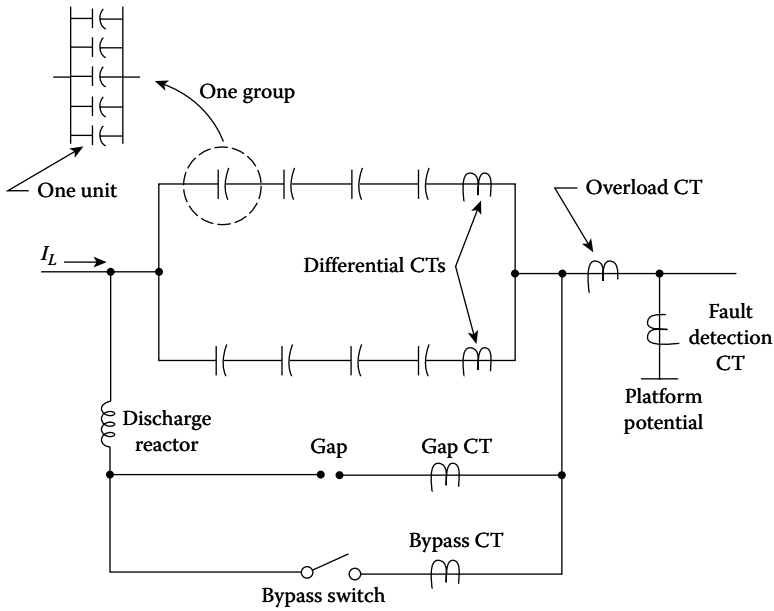 One group
One unit
Overload CT
I_L
Differential CTs
Fault
detection
CT
Platform
potential
Discharge
reactor
Gap
Gap CT
Bypass CT
Bypass switch